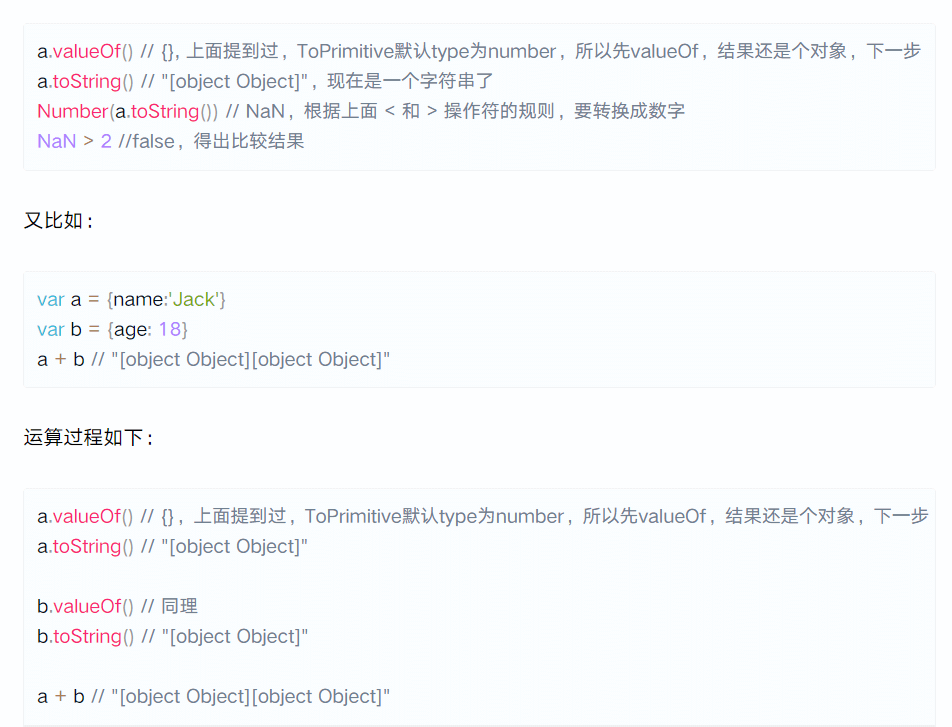 a.valueOf() // {}, 上面提到过，ToPrimitive默认type为number，所以先valueOf，结果还是个对象，下一步
a.toString() // "[object Object]"，现在是一个字符串了
Number(a.toString()) // NaN，根据上面 < 和 > 操作符的规则，要转换成数字
NaN > 2 //false，得出比较结果
又比如：
var a = {name:'Jack'}
var b = {age: 18}
a + b // "[object Object][object Object]"
运算过程如下：
a.valueOf() // {}，上面提到过，ToPrimitive默认type为number，所以先valueOf，结果还是个对象，下一步
a.toString() // "[object Object]"
b.valueOf() // 同理
b.toString() // "[object Object]"
a + b // "[object Object][object Object]"